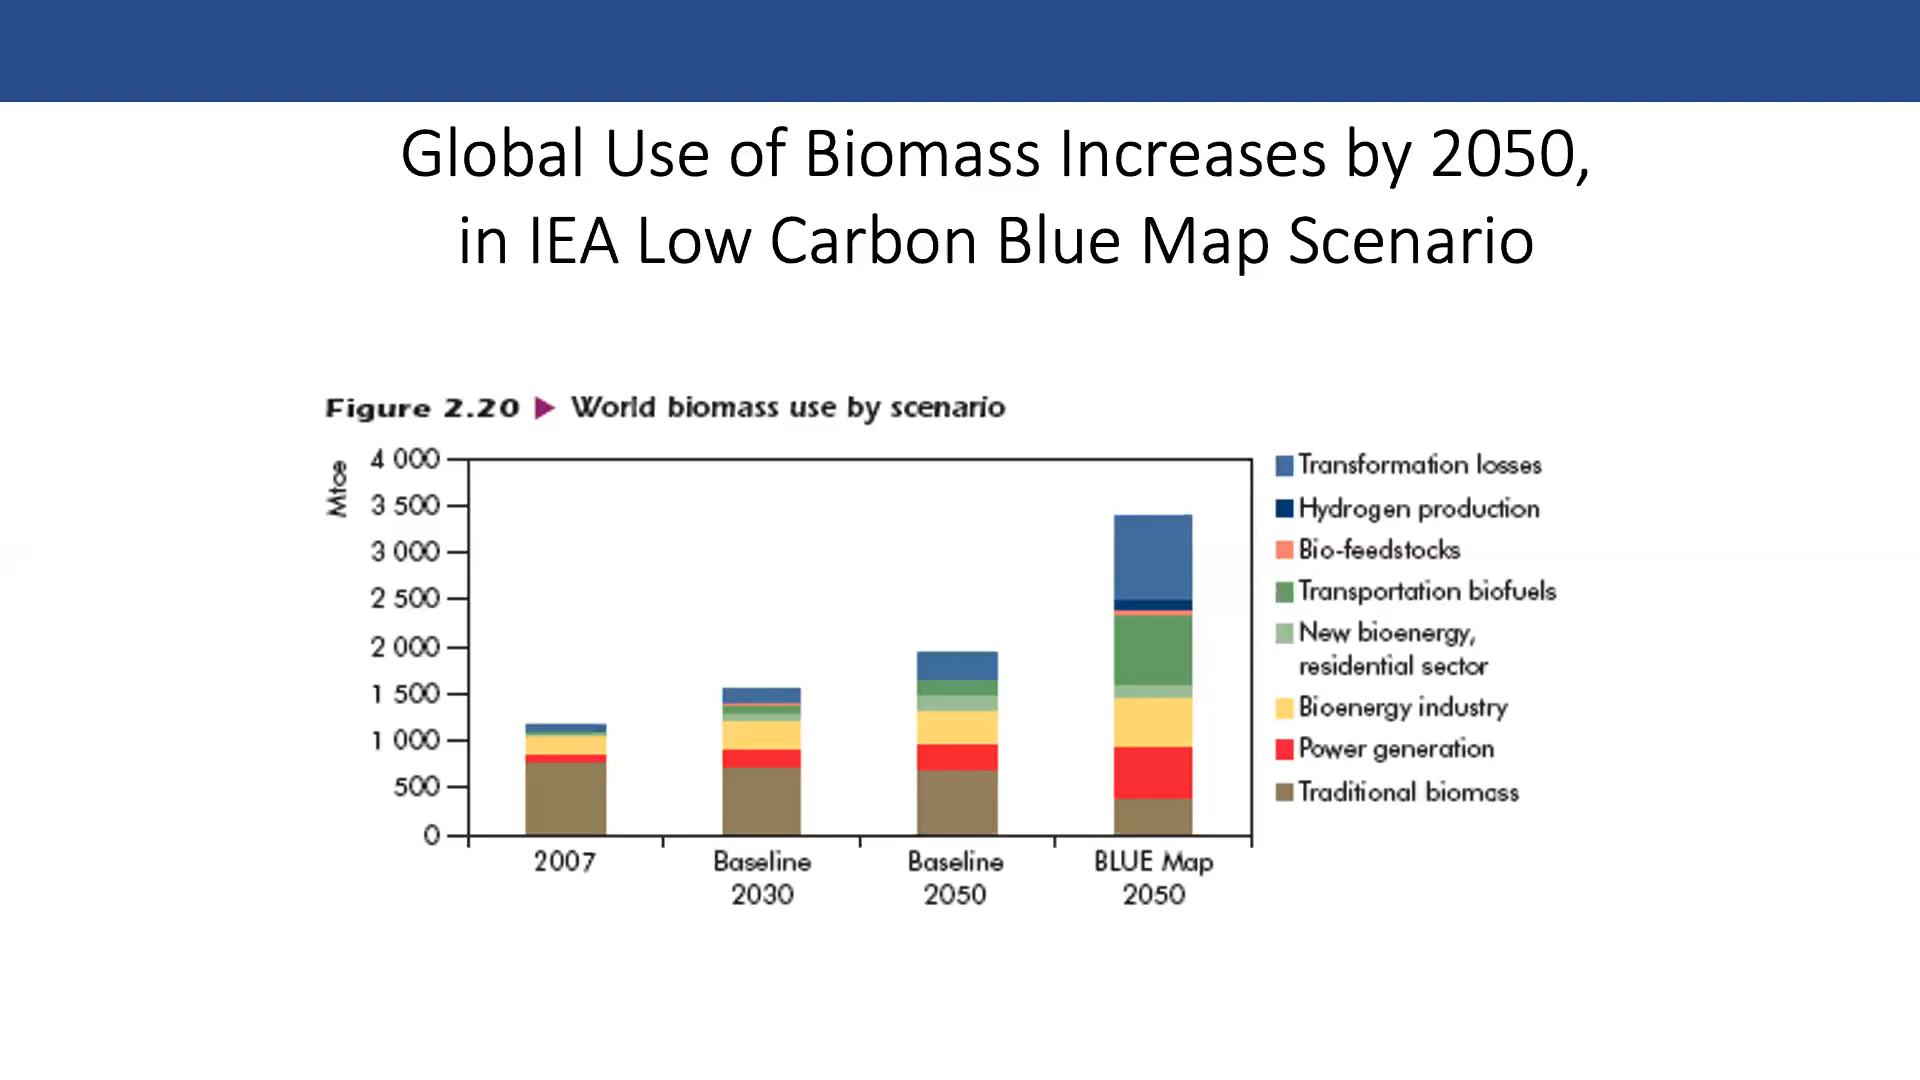 Global Use of Biomass Increases by 2050,
in IEA Low Carbon Blue Map Scenario
Figure 2.20 ▶ World biomass use by scenario
Mtoe
4 000
3 500
3 000
2 500
2 000
1 500
1 000
500
0
2007
Baseline
2030
Baseline
2050
BLUE Map
2050
Transformation losses
Hydrogen production
Bio-feedstocks
Transportation biofuels
New bioenergy,
residential sector
Bioenergy industry
Power generation
Traditional biomass